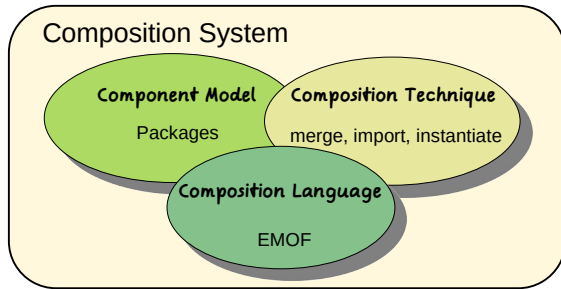 Composition System
Component Model
Packages
Composition Technique
merge, import, instantiate
Composition Language
EMOF